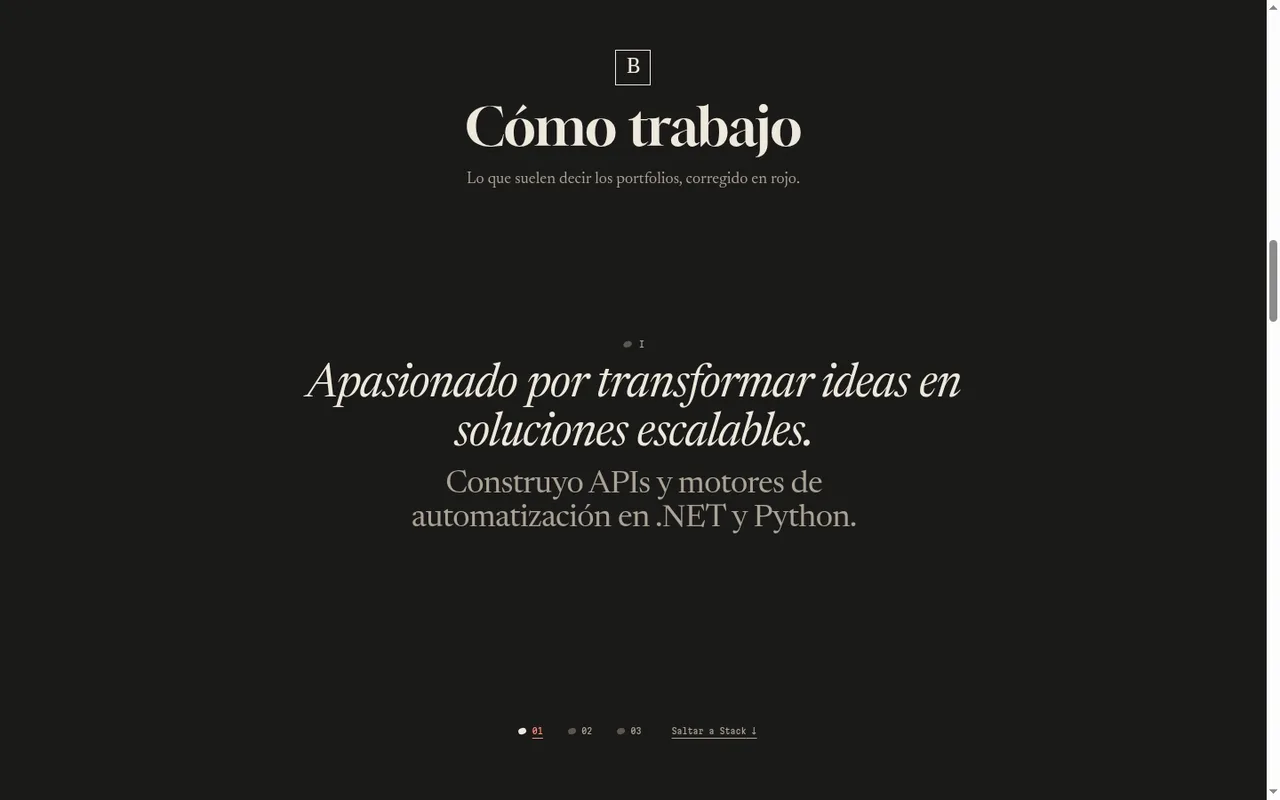 B
Cómo trabajo
Lo que suelen decir los portfolios, corregido en rojo.
I
Apasionado por transformar ideas en
soluciones escalables.
Construyo APIs y motores de
automatización en .NET y Python.
01 02 03 Saltar a Stack ↓